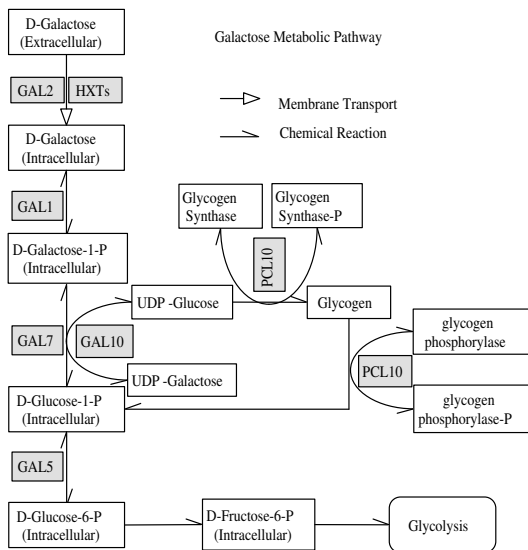 D-Galactose
(Extracellular)
Galactose Metabolic Pathway
GAL2
HXTs
Membrane Transport
D-Galactose
(Intracellular)
Chemical Reaction
GAL1
Glycogen
Synthase
Glycogen
Synthase-P
PCL10
D-Galactose-1-P
(Intracellular)
UDP -Glucose
Glycogen
GAL7
GAL10
glycogen
phosphorylase
PCL10
UDP -Galactose
D-Glucose-1-P
(Intracellular)
glycogen
phosphorylase-P
GAL5
D-Glucose-6-P
(Intracellular)
D-Fructose-6-P
(Intracellular)
Glycolysis